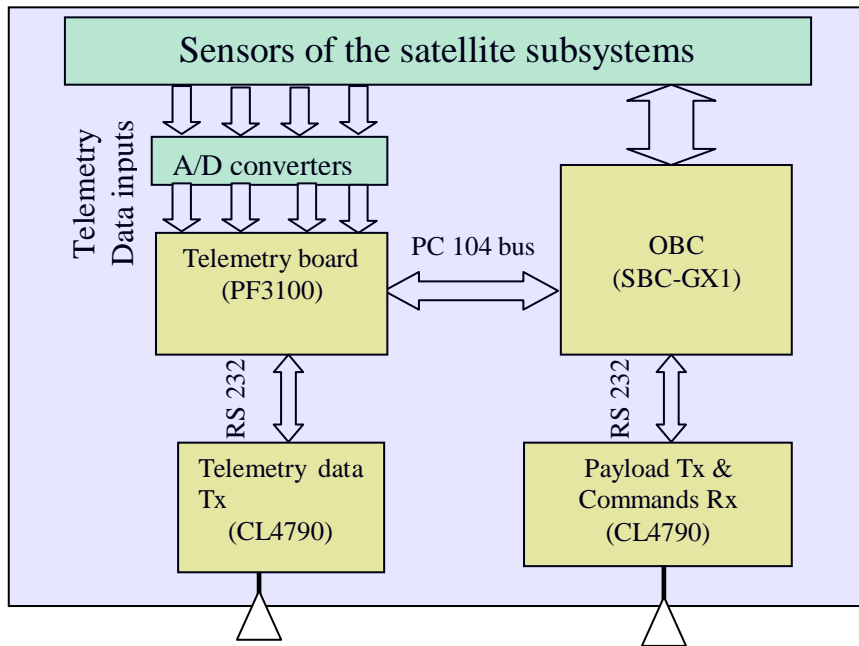 Sensors of the satellite subsystems
Telemetry
Data inputs
A/D converters
Telemetry board
(PF3100)
PC 104 bus
OBC
(SBC-GX1)
RS 232
RS 232
Telemetry data
Tx
(CL4790)
Payload Tx &
Commands Rx
(CL4790)